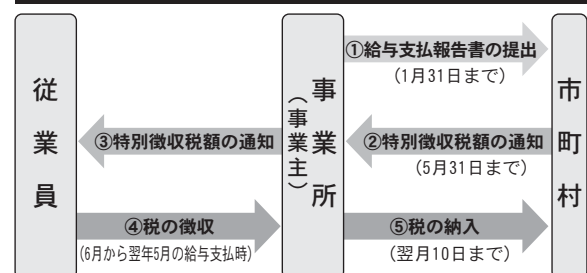 従業員
事業所
（事業主）
市町村
①給与支払報告書の提出
（1月31日まで）
③特別徴収税額の通知
②特別徴収税額の通知
（5月31日まで）
④税の徴収
（6月から翌年5月の給与支払時）
⑤税の納入
（翌月10日まで）